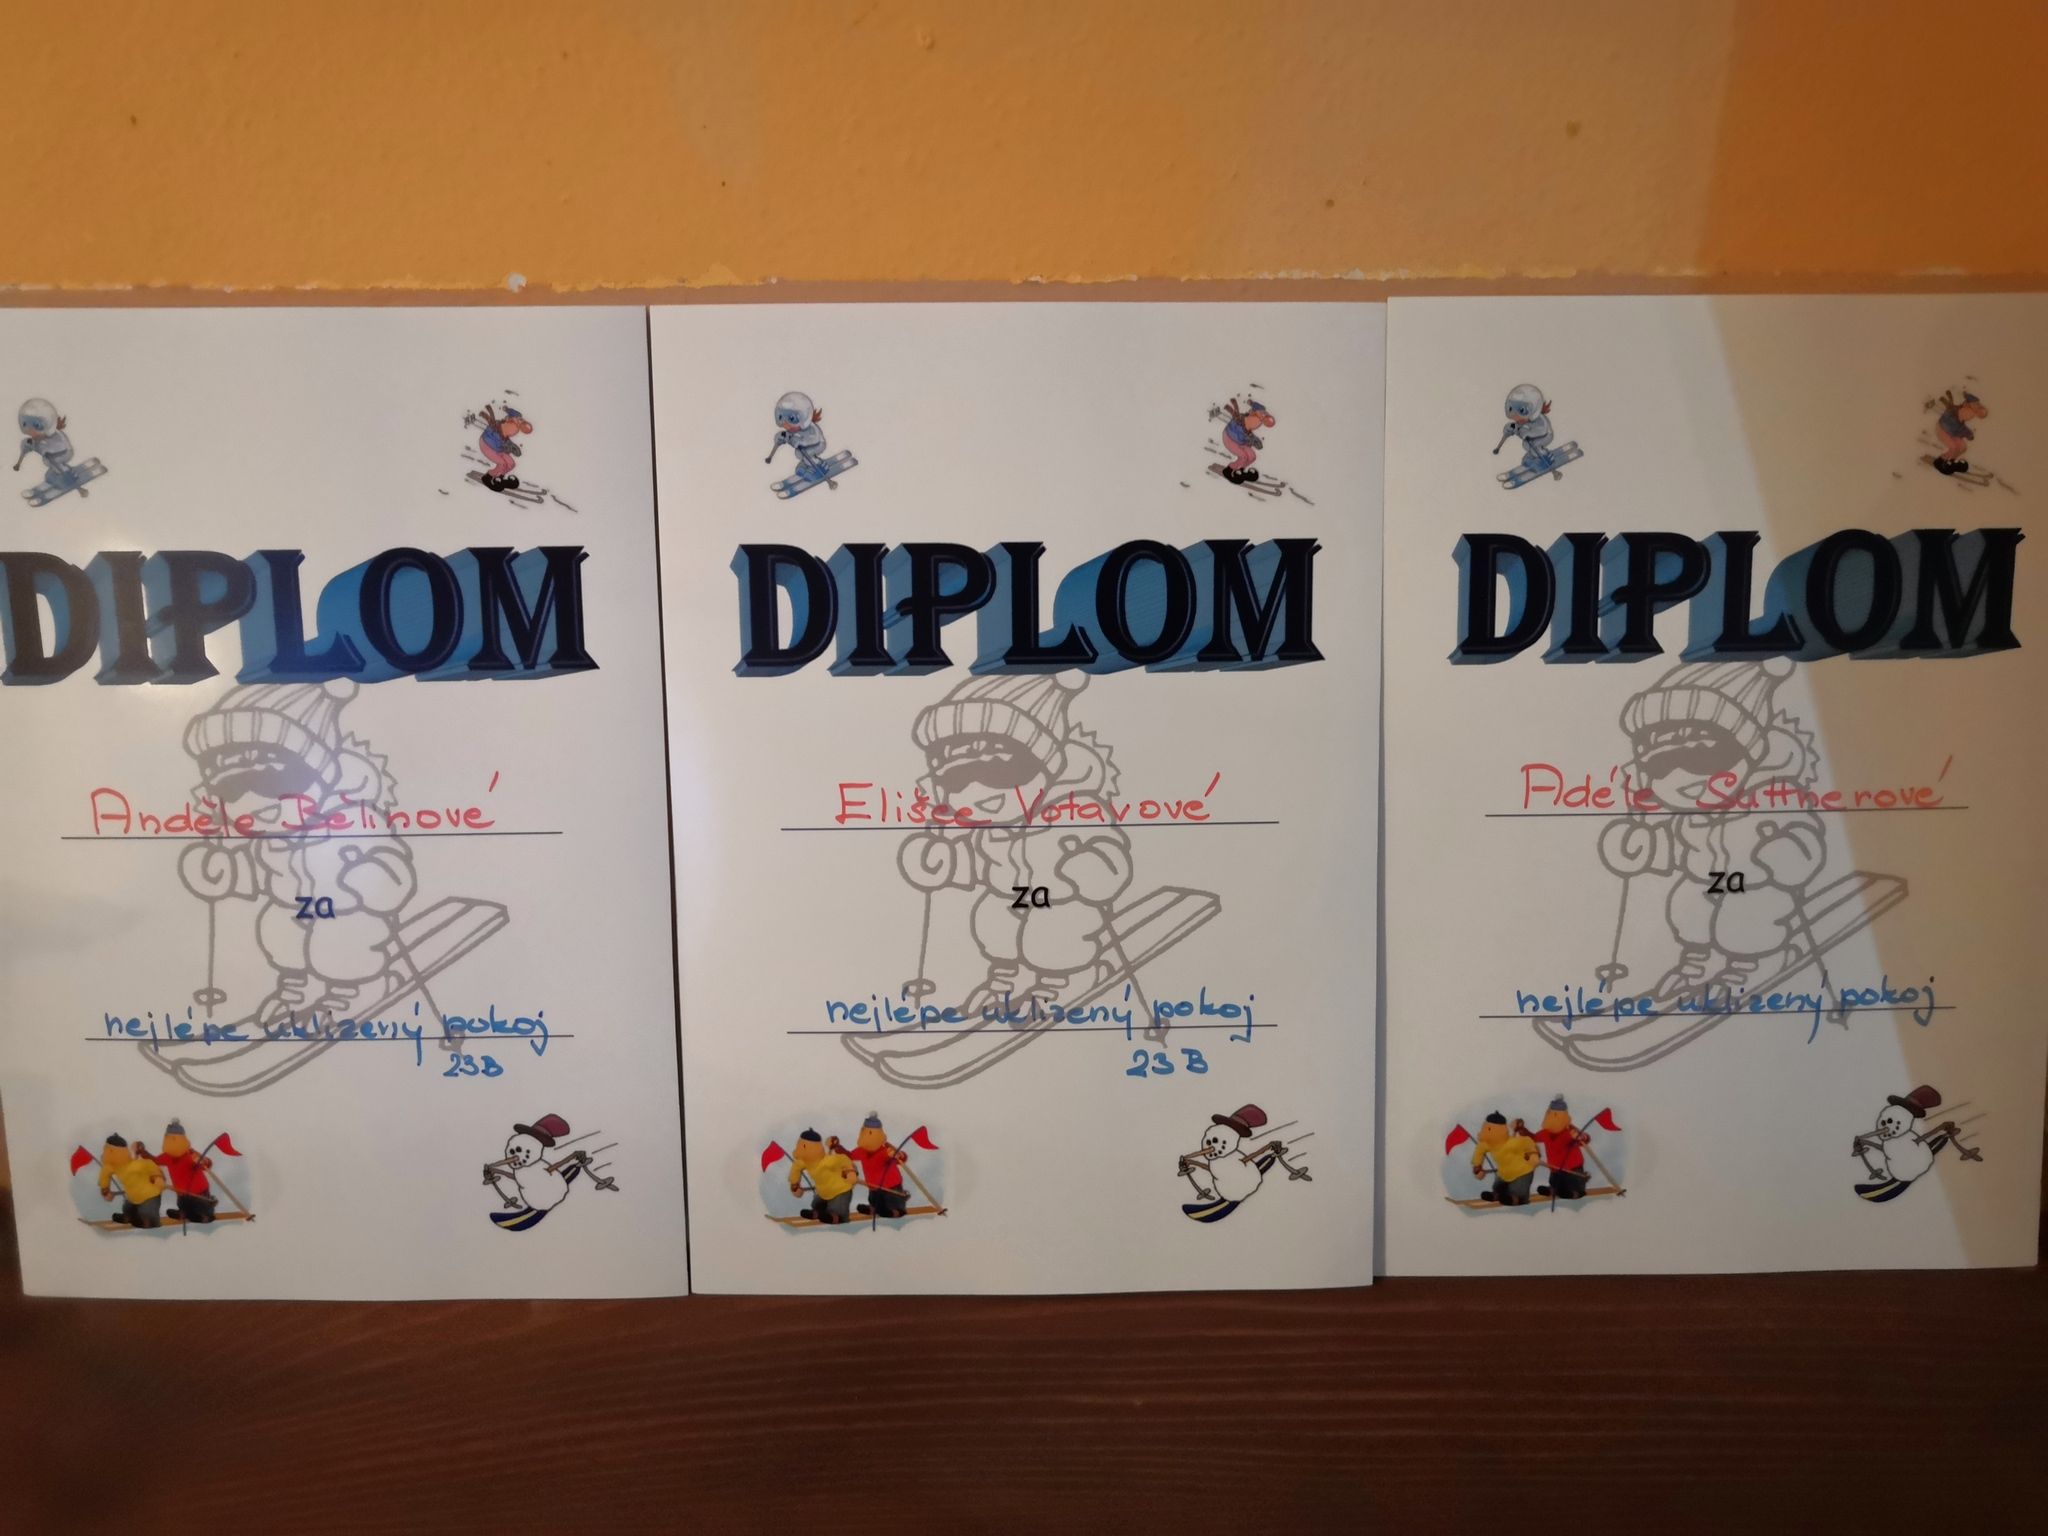 DIPLOM
Anděle Bělinové
za
nejlépe uklizený pokoj
23B
DIPLOM
Elišce Votavové
za
nejlépe uklizený pokoj
23B
DIPLOM
Adéle Suttnerové
za
nejlépe uklizený pokoj